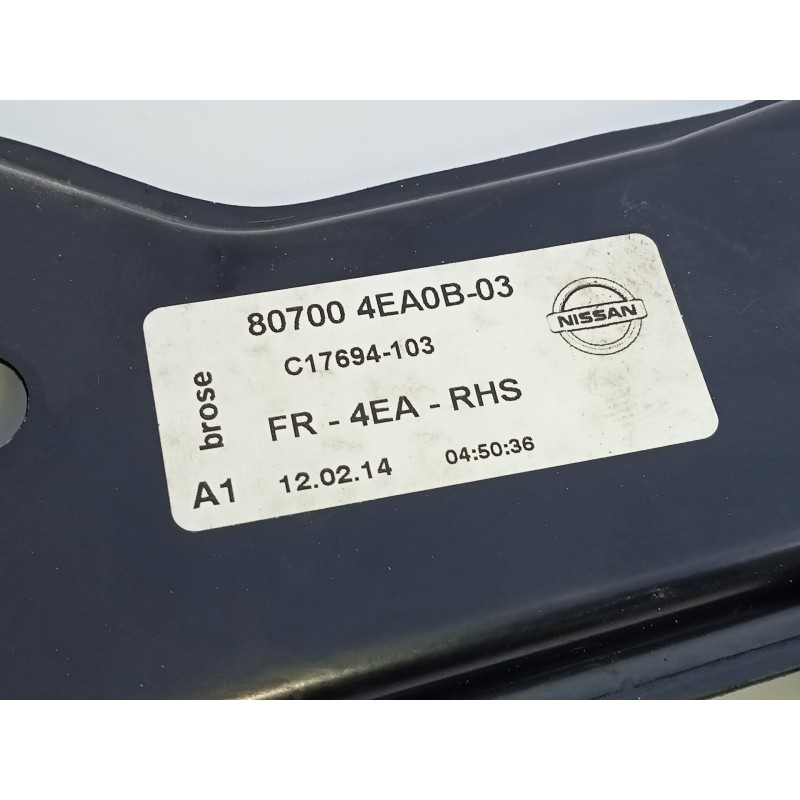 80700 4EA0B-03
NISSAN
C17694-103
brose
FR - 4EA - RHS
A1 12.02.14 04:50:36